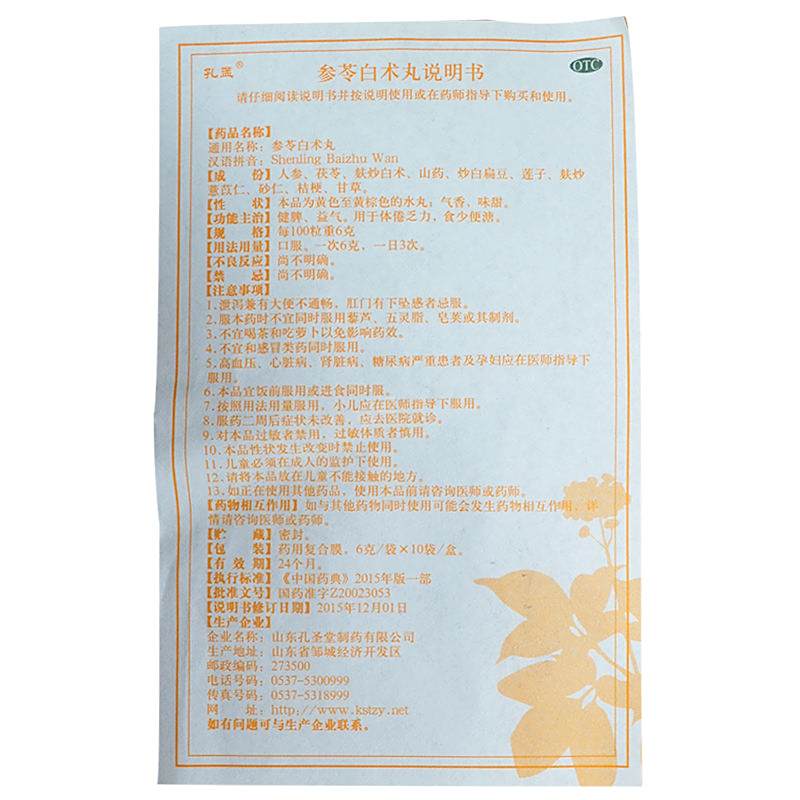 孔孟®
参苓白术丸说明书
OTC
请仔细阅读说明书并按说明使用或在药师指导下购买和使用。
【药品名称】
通用名称：参苓白术丸
汉语拼音：Shenling Baizhu Wan
【成 份】人参、茯苓、麸炒白术、山药、炒白扁豆、莲子、麸炒
薏苡仁、砂仁、桔梗、甘草。
【性 状】本品为黄色至黄棕色的水丸；气香，味甜。
【功能主治】健脾、益气。用于体倦乏力，食少便溏。
【规 格】每100粒重6克
【用法用量】口服。一次6克，一日3次。
【不良反应】尚不明确。
【禁 忌】尚不明确。
【注意事项】
1.泄泻兼有大便不通畅，肛门有下坠感者忌服。
2.服本药时不宜同时服用藜芦、五灵脂、皂荚或其制剂。
3.不宜喝茶和吃萝卜以免影响药效。
4.不宜和感冒类药同时服用。
5.高血压、心脏病、肾脏病、糖尿病严重患者及孕妇应在医师指导下
服用。
6.本品宜饭前服用或进食同时服。
7.按照用法用量服用，小儿应在医师指导下服用。
8.服药二周后症状未改善，应去医院就诊。
9.对本品过敏者禁用，过敏体质者慎用。
10.本品性状发生改变时禁止使用。
11.儿童必须在成人的监护下使用。
12.请将本品放在儿童不能接触的地方。
13.如正在使用其他药品，使用本品前请咨询医师或药师。
【药物相互作用】如与其他药物同时使用可能会发生药物相互作用，详
情请咨询医师或药师。
【贮 藏】密封。
【包 装】药用复合膜，6克/袋×10袋/盒。
【有 效 期】24个月。
【执行标准】《中国药典》2015年版一部
【批准文号】国药准字Z20023053
【说明书修订日期】2015年12月01日
【生产企业】
企业名称：山东孔圣堂制药有限公司
生产地址：山东省邹城经济开发区
邮政编码：273500
电话号码：0537-5300999
传真号码：0537-5318999
网 址：http://www.kstzy.net
如有问题可与生产企业联系。